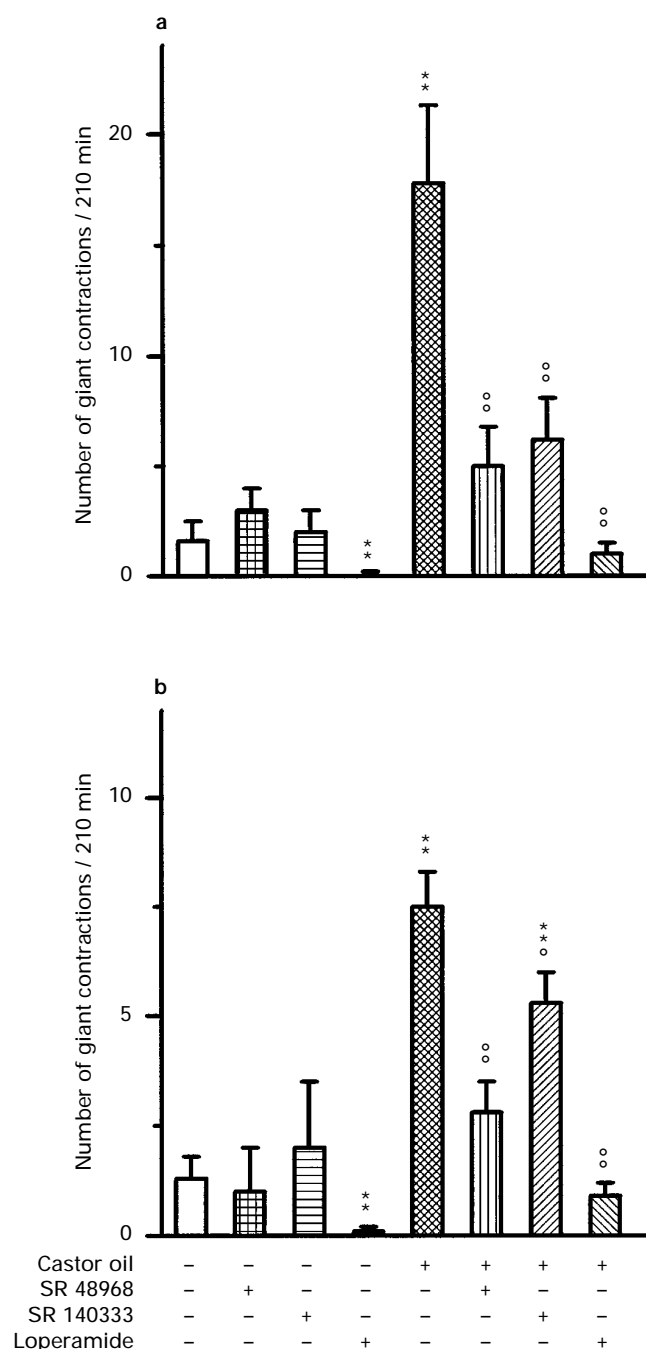 a
Number of giant contractions / 210 min
20
10
0
**
**
°°
°°
°°
b
Number of giant contractions / 210 min
10
5
0
**
**
°°
**°
°°
Castor oil – – – – + + + +
SR 48968 – + – – – + – –
SR 140333 – – + – – – + –
Loperamide – – – + – – – +